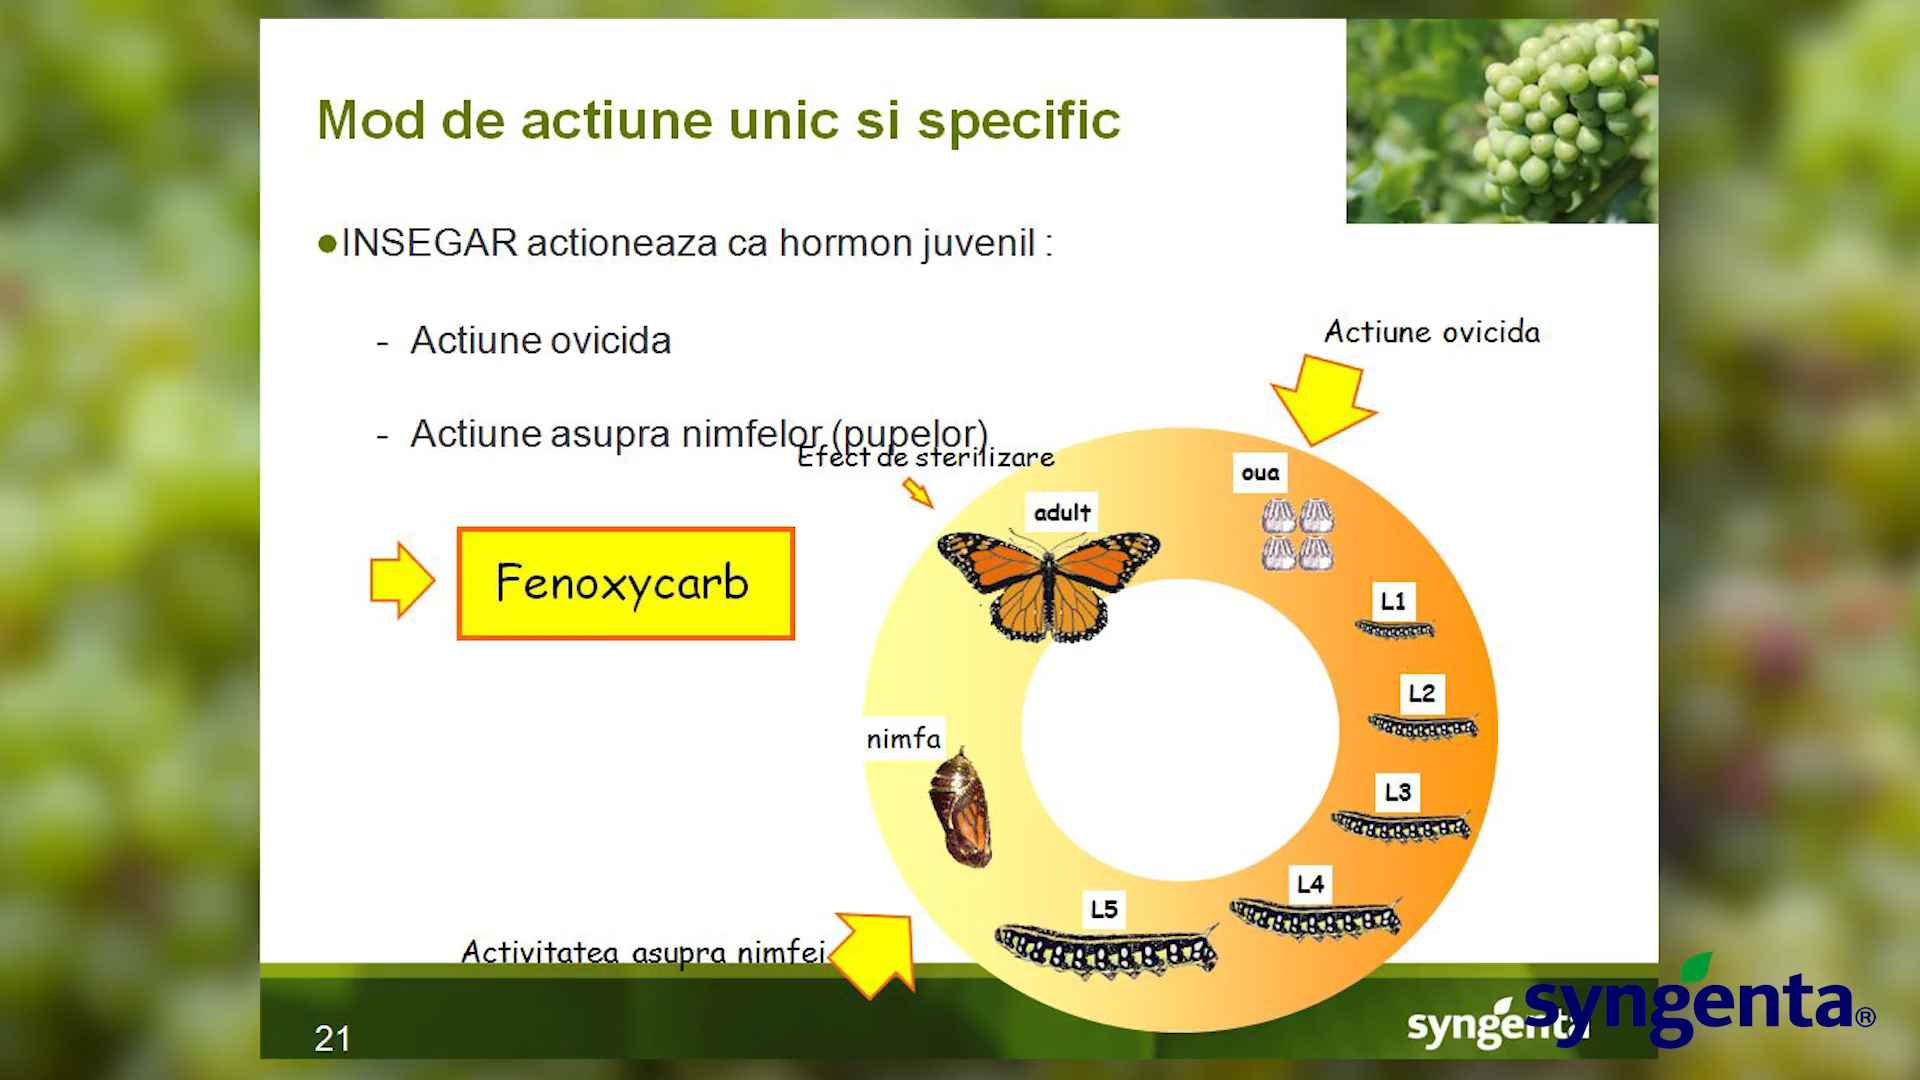 Mod de actiune unic si specific
●INSEGAR actioneaza ca hormon juvenil :
- Actiune ovicida
- Actiune asupra nimfelor (pupelor)
Actiune ovicida
Efect de sterilizare
oua
adult
Fenoxycarb
L1
L2
nimfa
L3
L4
L5
Activitatea asupra nimfei
21
syngenta
syngenta®